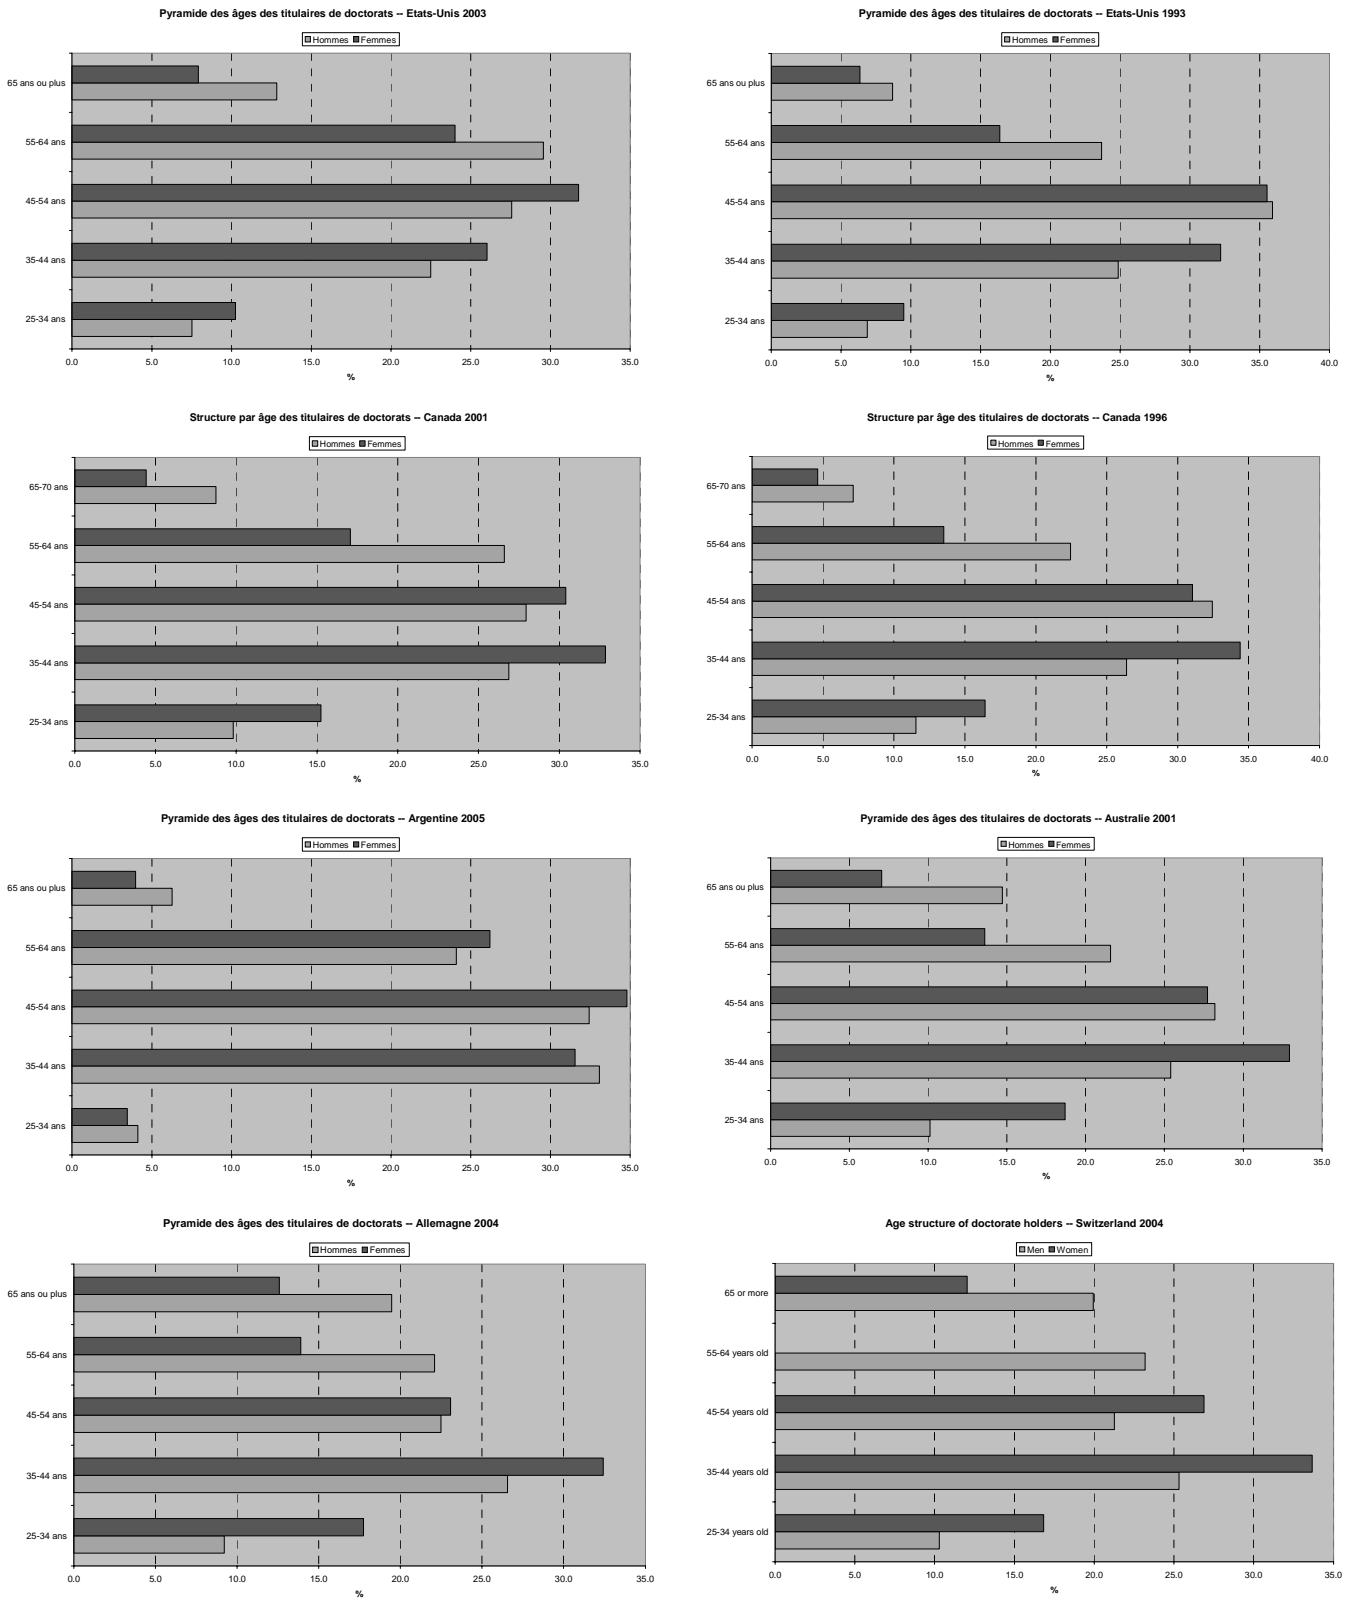 Pyramide des âges des titulaires de doctorats -- Etats-Unis 2003
Hommes Femmes
65 ans ou plus
55-64 ans
45-54 ans
35-44 ans
25-34 ans
0.0 5.0 10.0 15.0 20.0 25.0 30.0 35.0
%
Pyramide des âges des titulaires de doctorats -- Etats-Unis 1993
Hommes Femmes
65 ans ou plus
55-64 ans
45-54 ans
35-44 ans
25-34 ans
0.0 5.0 10.0 15.0 20.0 25.0 30.0 35.0 40.0
%
Structure par âge des titulaires de doctorats -- Canada 2001
Hommes Femmes
65-70 ans
55-64 ans
45-54 ans
35-44 ans
25-34 ans
0.0 5.0 10.0 15.0 20.0 25.0 30.0 35.0
%
Structure par âge des titulaires de doctorats -- Canada 1996
Hommes Femmes
65-70 ans
55-64 ans
45-54 ans
35-44 ans
25-34 ans
0.0 5.0 10.0 15.0 20.0 25.0 30.0 35.0 40.0
%
Pyramide des âges des titulaires de doctorats -- Argentine 2005
Hommes Femmes
65 ans ou plus
55-64 ans
45-54 ans
35-44 ans
25-34 ans
0.0 5.0 10.0 15.0 20.0 25.0 30.0 35.0
%
Pyramide des âges des titulaires de doctorats -- Australie 2001
Hommes Femmes
65 ans ou plus
55-64 ans
45-54 ans
35-44 ans
25-34 ans
0.0 5.0 10.0 15.0 20.0 25.0 30.0 35.0
%
Pyramide des âges des titulaires de doctorats -- Allemagne 2004
Hommes Femmes
65 ans ou plus
55-64 ans
45-54 ans
35-44 ans
25-34 ans
0.0 5.0 10.0 15.0 20.0 25.0 30.0 35.0
%
Age structure of doctorate holders -- Switzerland 2004
Men Women
65 or more
55-64 years old
45-54 years old
35-44 years old
25-34 years old
0.0 5.0 10.0 15.0 20.0 25.0 30.0 35.0
%